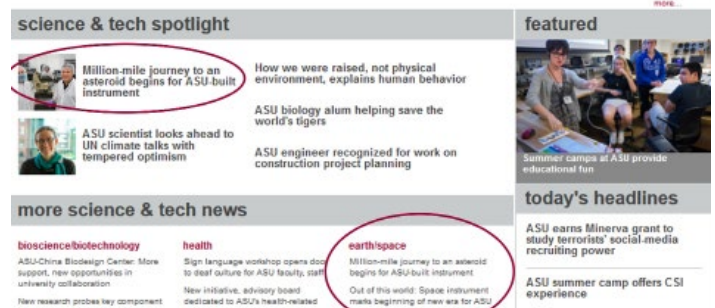 more...
science & tech spotlight
Million-mile journey to an
asteroid begins for ASU-built
instrument
ASU scientist looks ahead to
UN climate talks with
tempered optimism
How we were raised, not physical
environment, explains human behavior
ASU biology alum helping save the
world's tigers
ASU engineer recognized for work on
construction project planning
featured
Summer camps at ASU provide
educational fun
today's headlines
ASU earns Minerva grant to
study terrorists' social-media
recruiting power
ASU summer camp offers CSI
experience
more science & tech news
bioscience/biotechnology
ASU-China Biodesign Center: More
support, new opportunities in
university collaboration
New research probes key component
health
Sign language workshop opens doo
to deaf culture for ASU faculty, staff
New initiative, advisory board
dedicated to ASU's health-related
earth/space
Million-mile journey to an asteroid
begins for ASU-built instrument
Out of this world: Space instrument
marks beginning of new era for ASU